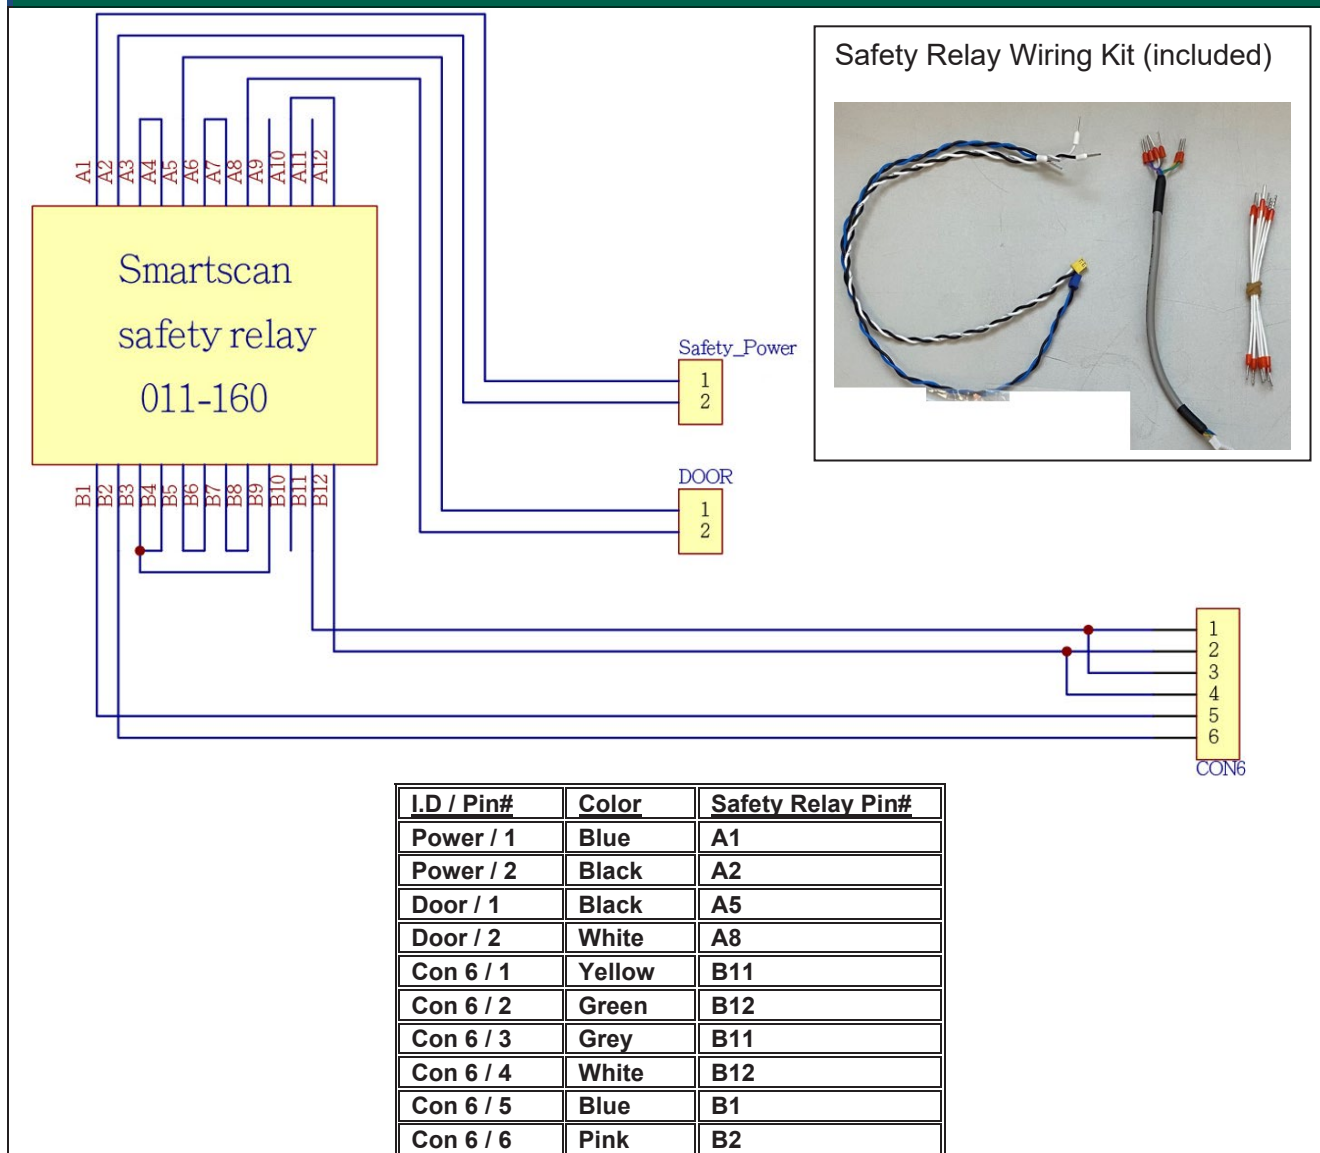 Safety Relay Wiring Kit (included)
A1 A2 A3 A4 A5 A6 A7 A8 A9 A10 A11 A12
Smartscan
safety relay
011-160
B1 B2 B3 B4 B5 B6 B7 B8 B9 B10 B11 B12
Safety_Power
1
2
DOOR
1
2
1
2
3
4
5
6
CON6
I.D / Pin# Color Safety Relay Pin#
Power / 1 Blue A1
Power / 2 Black A2
Door / 1 Black A5
Door / 2 White A8
Con 6 / 1 Yellow B11
Con 6 / 2 Green B12
Con 6 / 3 Grey B11
Con 6 / 4 White B12
Con 6 / 5 Blue B1
Con 6 / 6 Pink B2